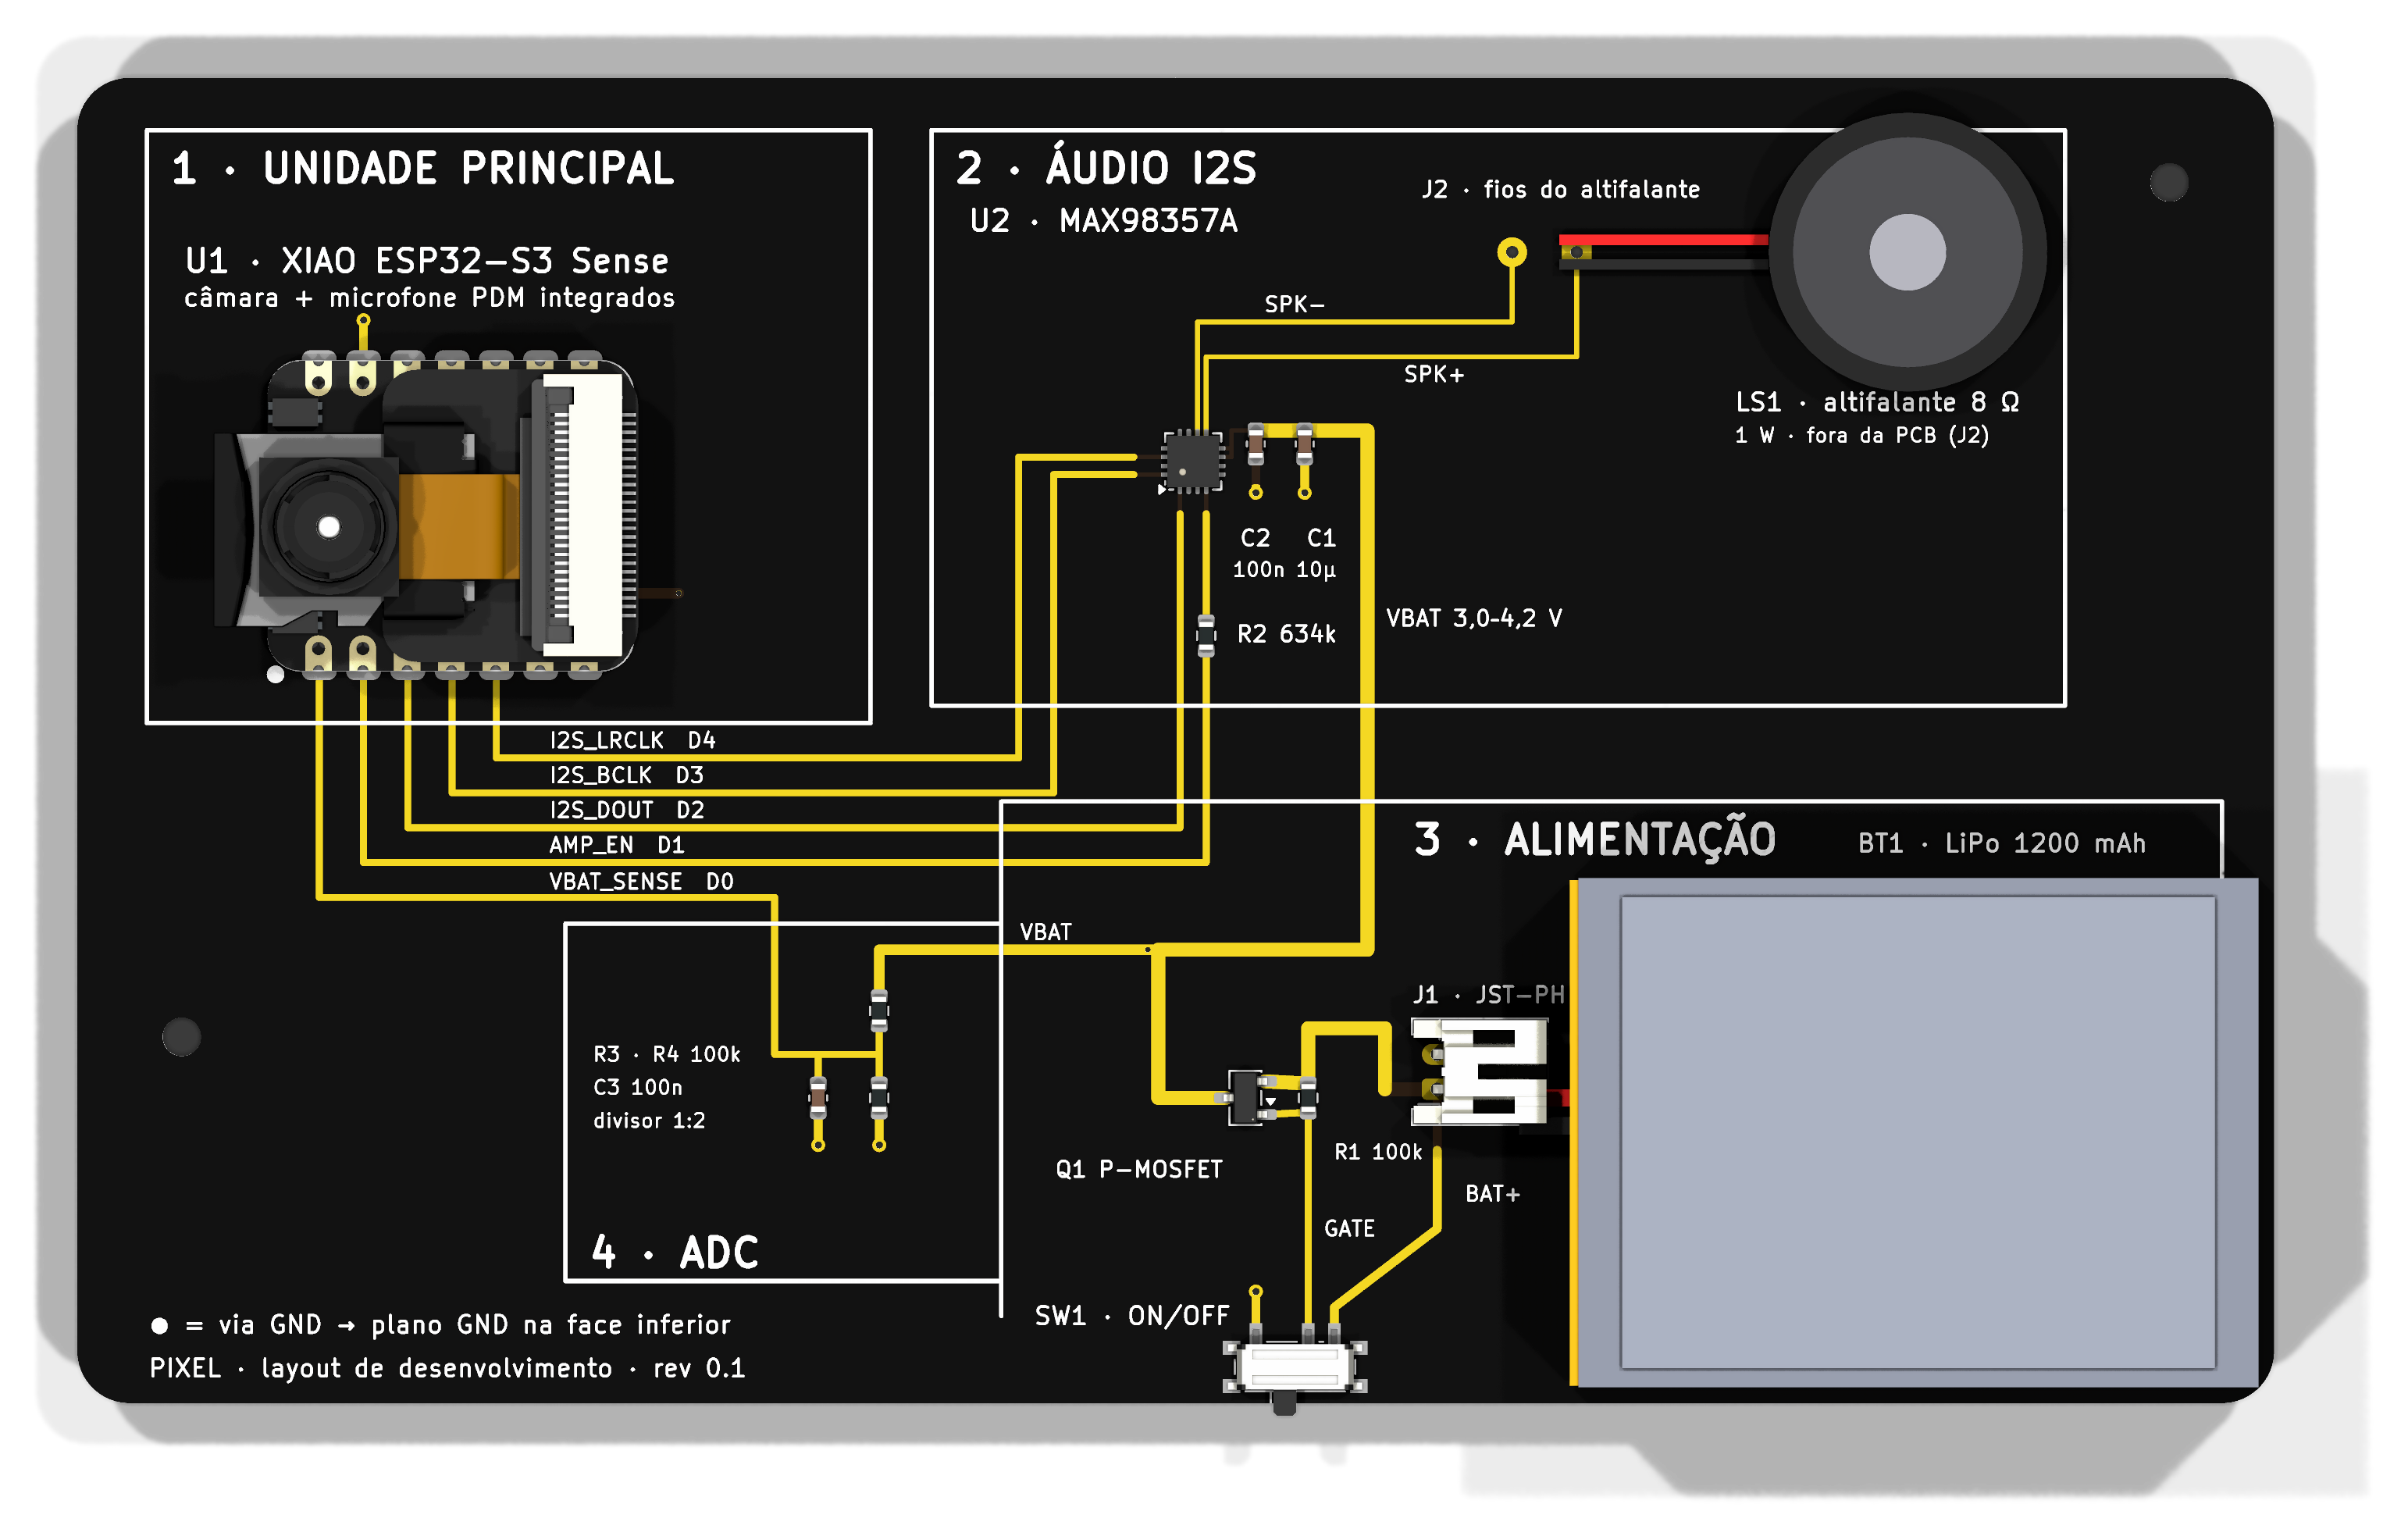 1 · UNIDADE PRINCIPAL
U1 · XIAO ESP32-S3 Sense
câmara + microfone PDM integrados
2 · ÁUDIO I2S
U2 · MAX98357A
J2 · fios do altifalante
SPK-
SPK+
LS1 · altifalante 8 Ω
1 W · fora da PCB (J2)
C2 C1
100n 10µ
R2 634k
VBAT 3,0-4,2 V
I2S_LRCLK D4
I2S_BCLK D3
I2S_DOUT D2
AMP_EN D1
VBAT_SENSE D0
3 · ALIMENTAÇÃO
BT1 · LiPo 1200 mAh
VBAT
J1 · JST-PH
R3 · R4 100k
C3 100n
divisor 1:2
4 · ADC
Q1 P-MOSFET
R1 100k
BAT+
GATE
SW1 · ON/OFF
● = via GND → plano GND na face inferior
PIXEL · layout de desenvolvimento · rev 0.1